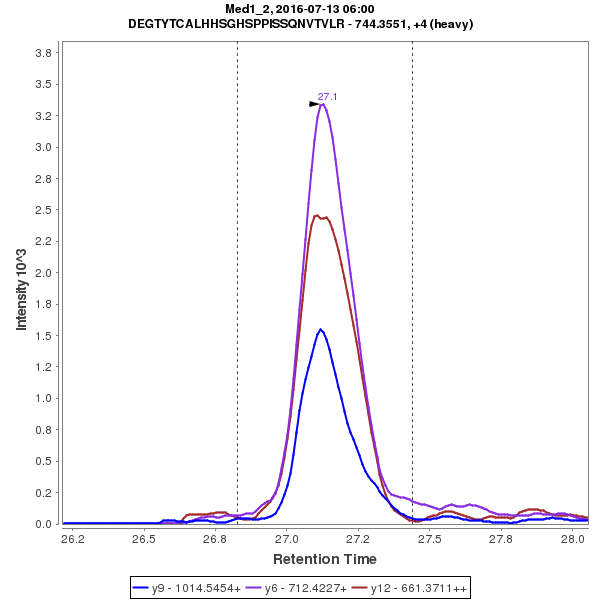 Med1_2, 2016-07-13 06:00
DEGTYTCALHHSGHSPPISSQNVTVLR - 744.3551, +4 (heavy)
3.8
3.5
3.2
3.0
2.8
2.5
2.2
2.0
1.8
1.5
1.2
1.0
0.8
0.5
0.2
0.0
Intensity 10^3
27.1
26.2 26.5 26.8 27.0 27.2 27.5 27.8 28.0
Retention Time
y9 - 1014.5454+ y6 - 712.4227+ y12 - 661.3711++